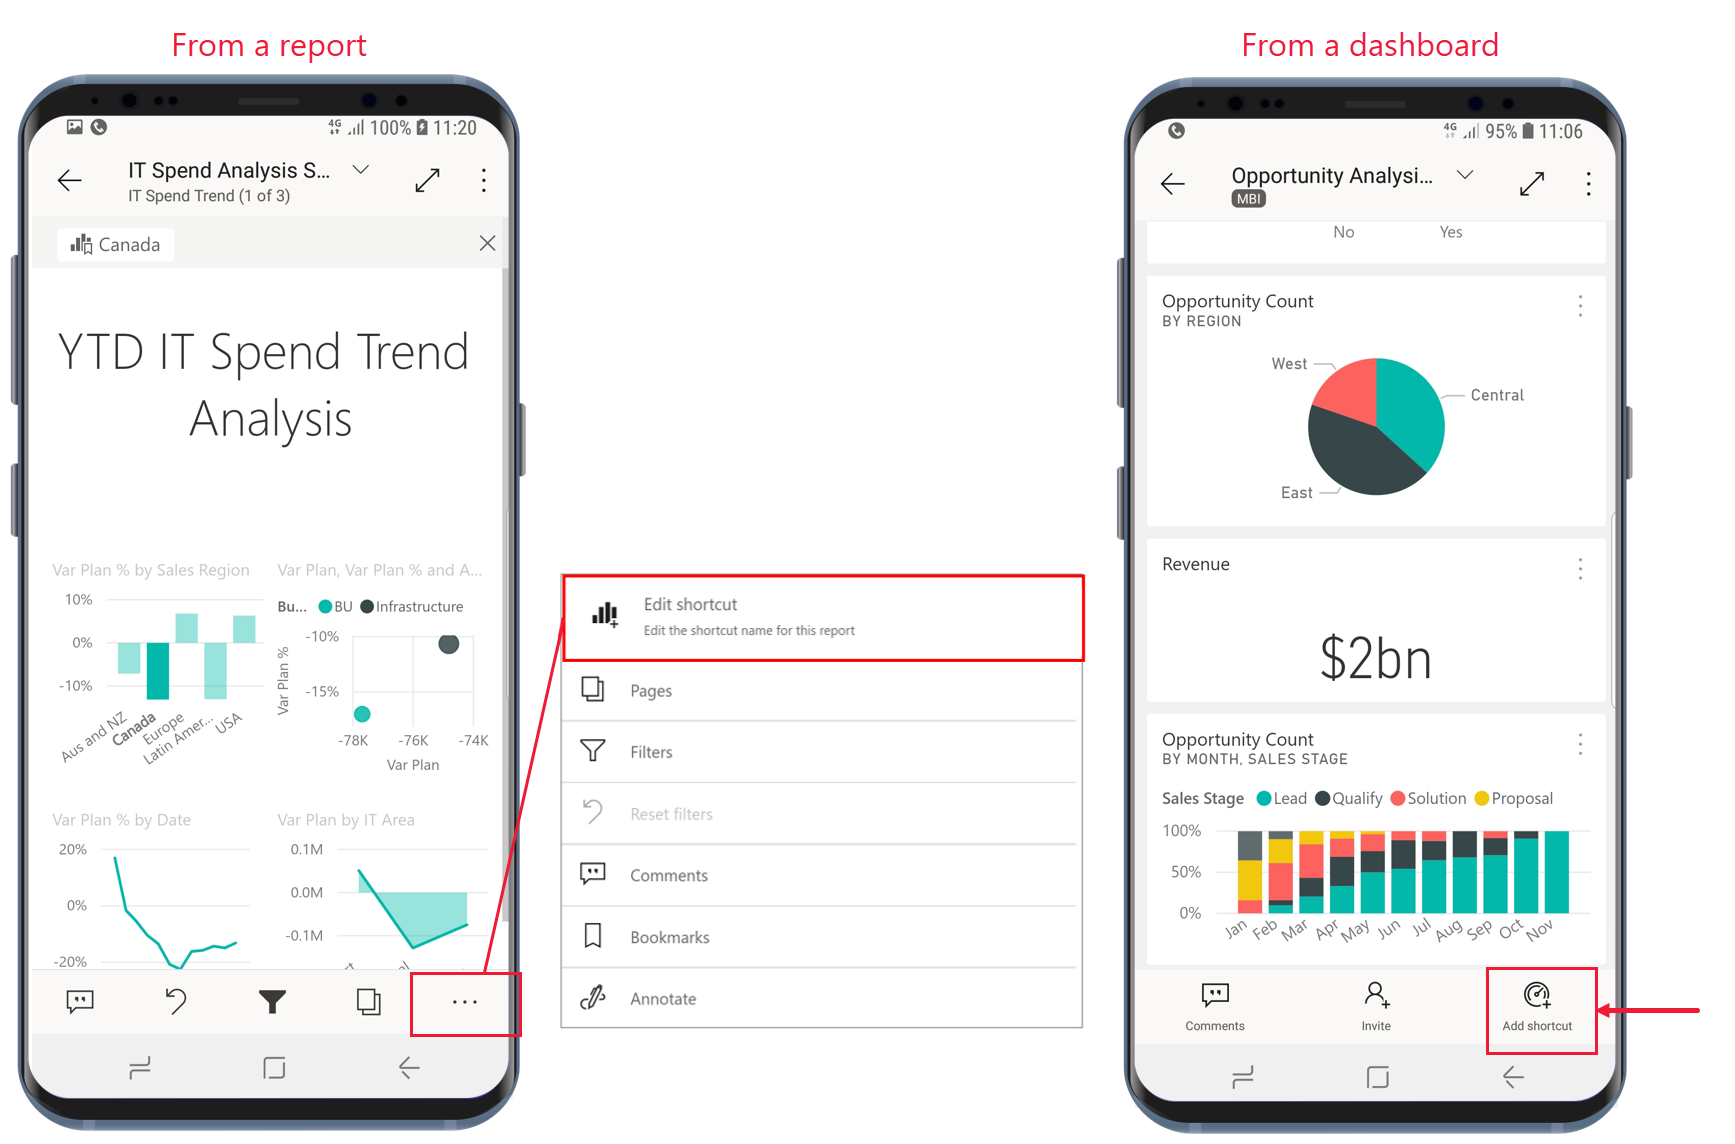 From a report
From a dashboard
4G 100% 11:20
IT Spend Analysis S...
IT Spend Trend (1 of 3)
Canada
YTD IT Spend Trend
Analysis
Var Plan % by Sales Region
10%
0%
-10%
Aus and NZ
Canada
Europe
Latin Amer...
USA
Var Plan, Var Plan % and A...
Bu... BU Infrastructure
Var Plan %
-10%
-15%
-78K -76K -74K
Var Plan
Var Plan % by Date
20%
0%
-20%
Var Plan by IT Area
0.1M
0.0M
-0.1M
Edit shortcut
Edit the shortcut name for this report
Pages
Filters
Reset filters
Comments
Bookmarks
Annotate
4G 95% 11:06
Opportunity Analysi...
MBI
No Yes
Opportunity Count
BY REGION
West
Central
East
Revenue
$2bn
Opportunity Count
BY MONTH, SALES STAGE
Sales Stage Lead Qualify Solution Proposal
100%
50%
0%
Jan Feb Mar Apr May Jun Jul Aug Sep Oct Nov
Comments Invite Add shortcut